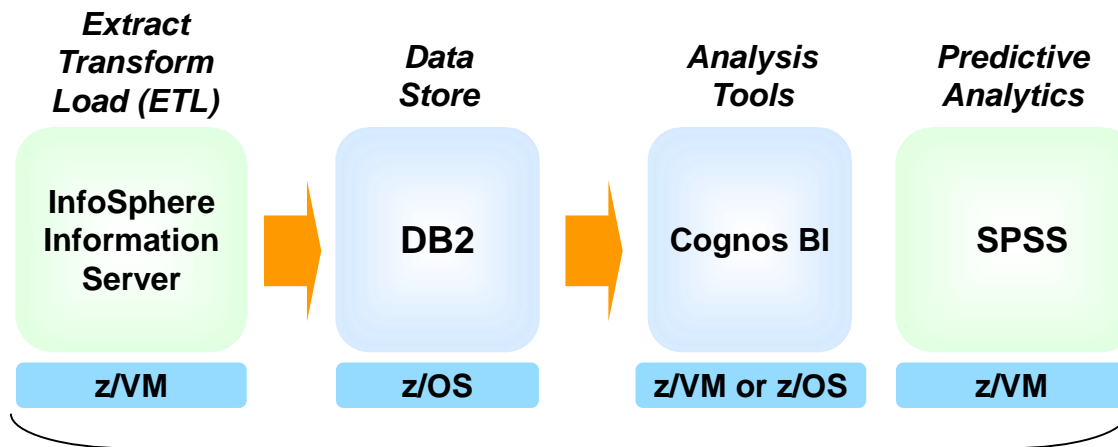 Extract
Transform
Load (ETL)
Data
Store
Analysis
Tools
Predictive
Analytics
InfoSphere
Information
Server
DB2
Cognos BI
SPSS
z/VM
z/OS
z/VM or z/OS
z/VM